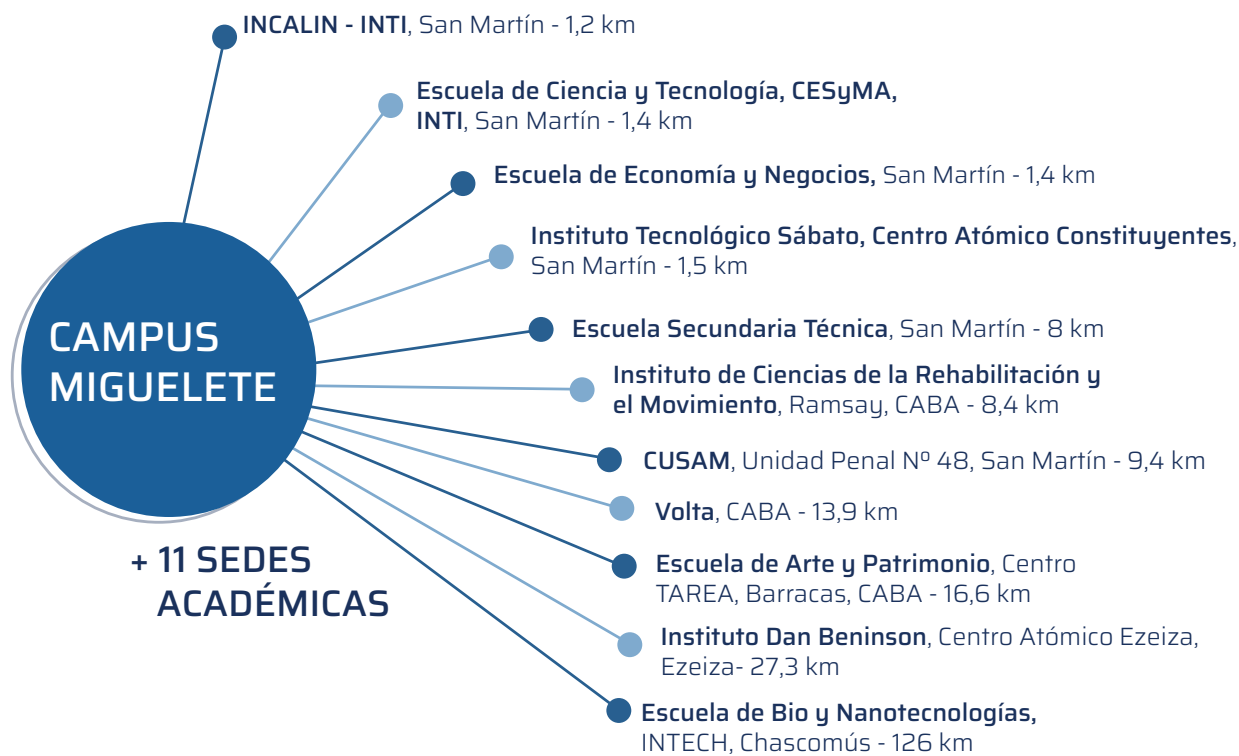 INCALIN - INTI, San Martín - 1,2 km
Escuela de Ciencia y Tecnología, CESyMA,
INTI, San Martín - 1,4 km
Escuela de Economía y Negocios, San Martín - 1,4 km
Instituto Tecnológico Sábato, Centro Atómico Constituyentes,
San Martín - 1,5 km
Escuela Secundaria Técnica, San Martín - 8 km
Instituto de Ciencias de la Rehabilitación y
el Movimiento, Ramsay, CABA - 8,4 km
CUSAM, Unidad Penal Nº 48, San Martín - 9,4 km
Volta, CABA - 13,9 km
Escuela de Arte y Patrimonio, Centro
TAREA, Barracas, CABA - 16,6 km
Instituto Dan Beninson, Centro Atómico Ezeiza,
Ezeiza- 27,3 km
Escuela de Bio y Nanotecnologías,
INTECH, Chascomús - 126 km
CAMPUS
MIGUELETE
+ 11 SEDES
ACADÉMICAS